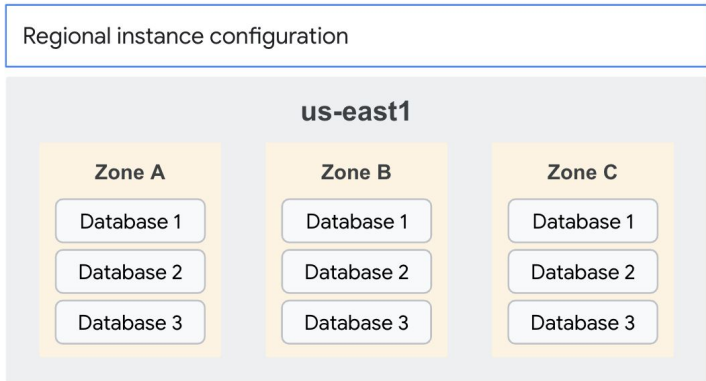 Regional instance configuration
us-east1
Zone A
Database 1
Database 2
Database 3
Zone B
Database 1
Database 2
Database 3
Zone C
Database 1
Database 2
Database 3